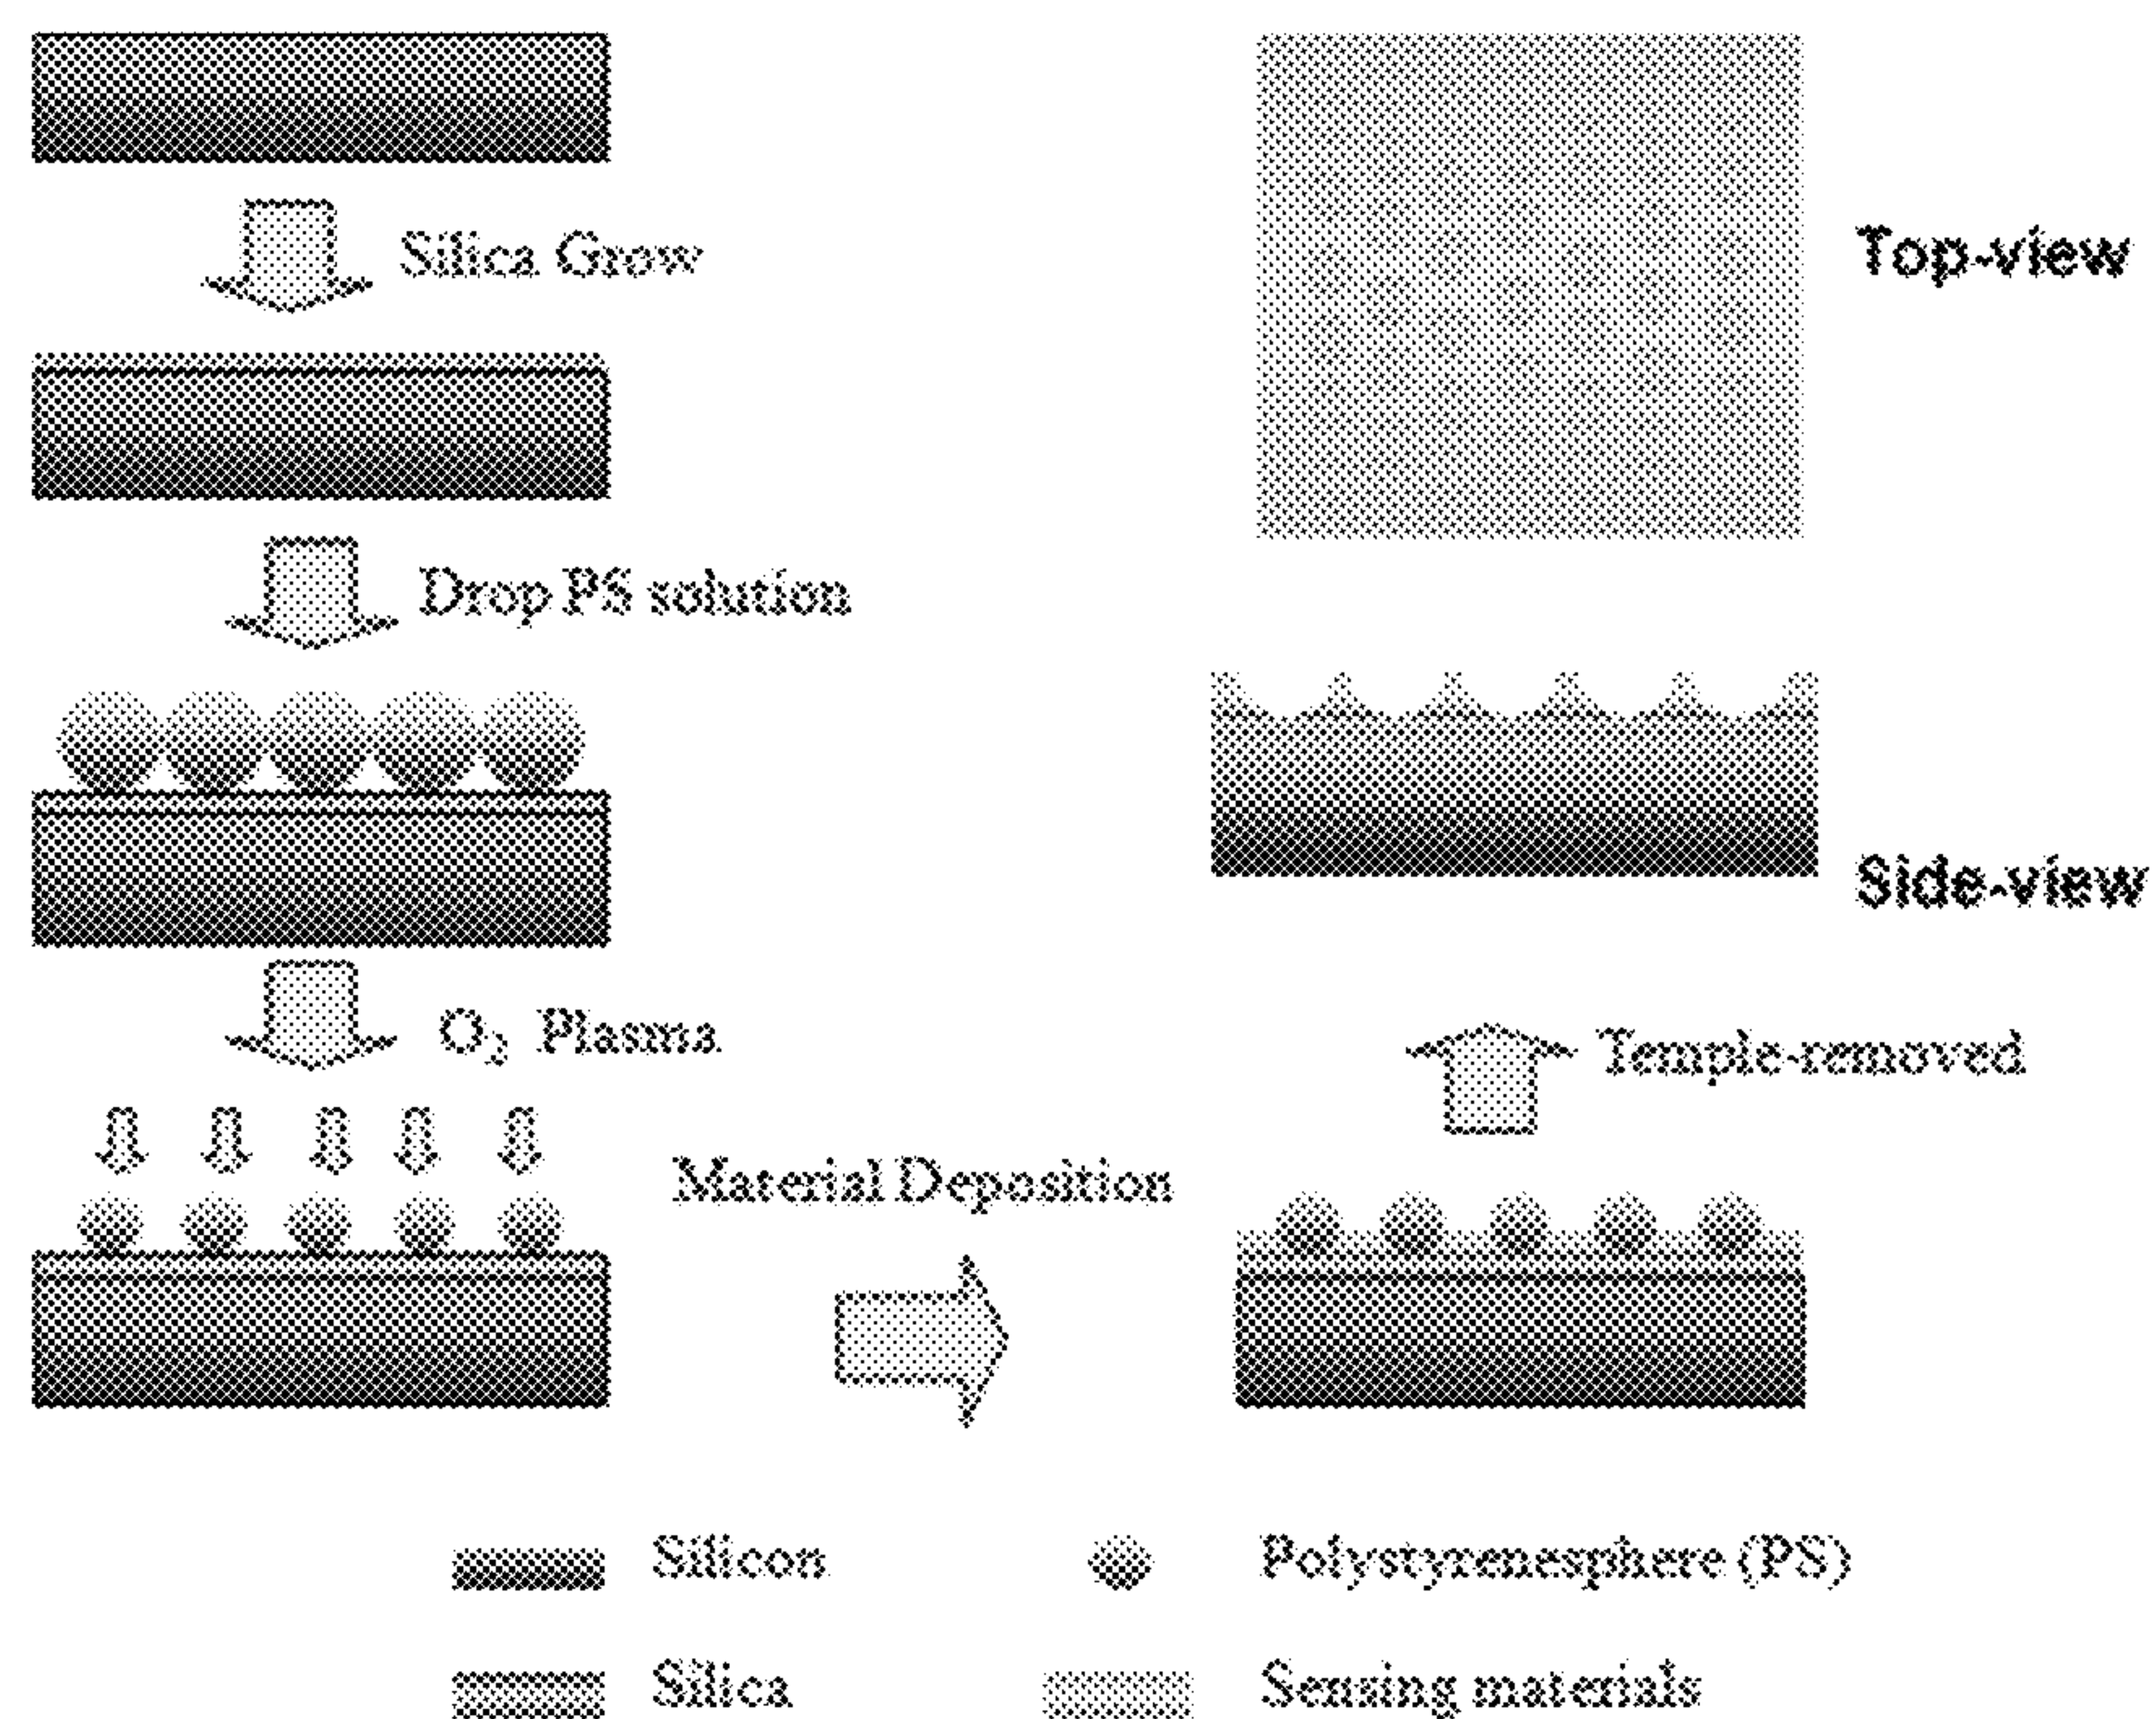 Silica Grow
Drop PS solution
O2 Plasma
Material Deposition
Temple-removed
Top-view
Side-view
Silicon
Polystyrenesphere (PS)
Silica
Sensing materials